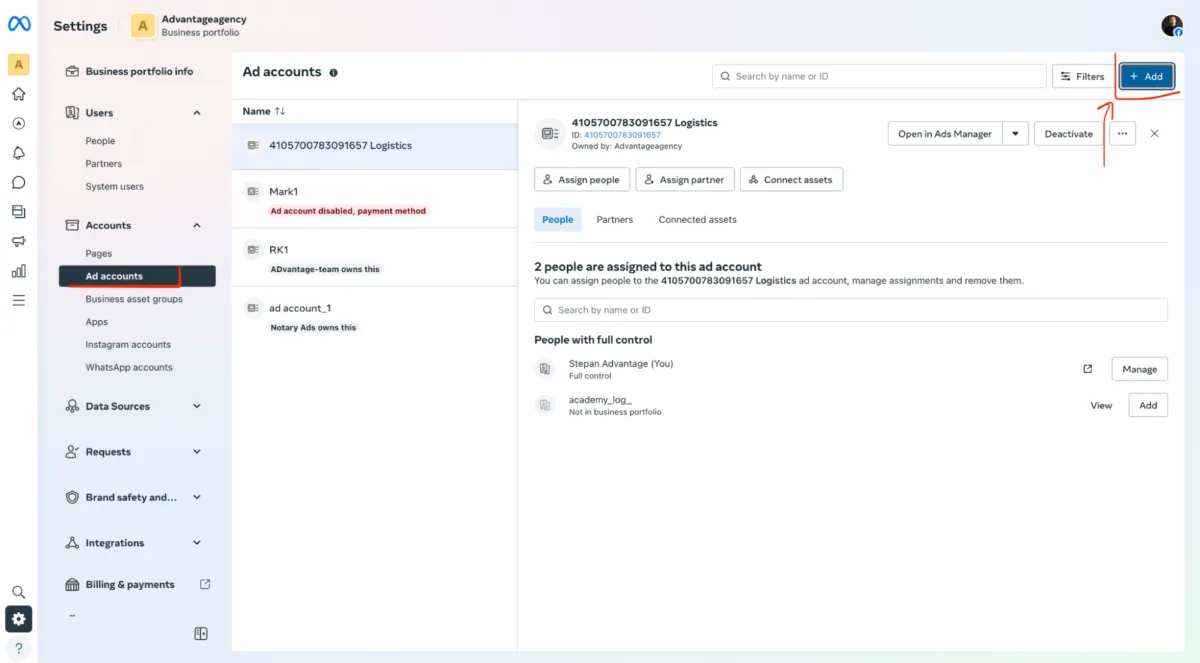 Settings
A
Advantageagency
Business portfolio
A
Business portfolio info
Users
People
Partners
System users
Accounts
Pages
Ad accounts
Business asset groups
Apps
Instagram accounts
WhatsApp accounts
Data Sources
Requests
Brand safety and...
Integrations
Billing & payments
?
Ad accounts
Search by name or ID
Filters
+ Add
Name ↑↓
4105700783091657 Logistics
Mark1
Ad account disabled, payment method
RK1
ADvantage-team owns this
ad account_1
Notary Ads owns this
4105700783091657 Logistics
ID: 4105700783091657
Owned by: Advantageagency
Open in Ads Manager
Deactivate
...
Assign people
Assign partner
Connect assets
People
Partners
Connected assets
2 people are assigned to this ad account
You can assign people to the 4105700783091657 Logistics ad account, manage assignments and remove them.
Search by name or ID
People with full control
Stepan Advantage (You)
Full control
Manage
academy_log_
Not in business portfolio
View
Add